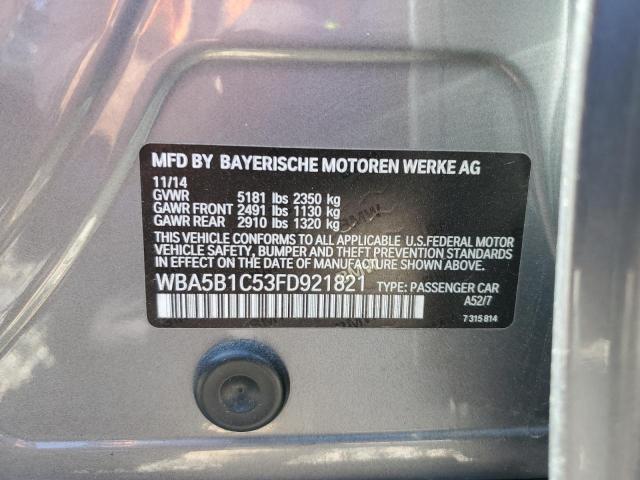 MFD BY BAYERISCHE MOTOREN WERKE AG
11/14
GVWR 5181 lbs 2350 kg
GAWR FRONT 2491 lbs 1130 kg
GAWR REAR 2910 lbs 1320 kg
THIS VEHICLE CONFORMS TO ALL APPLICABLE U.S.FEDERAL MOTOR
VEHICLE SAFETY, BUMPER, AND THEFT PREVENTION
STANDARDS IN EFFECT ON THE DATE OF MANUFACTURE SHOWN ABOVE.
WBA5B1C53FD921821 TYPE: PASSENGER CAR
A52/7
7 315 814
BMW
BMW
BMW